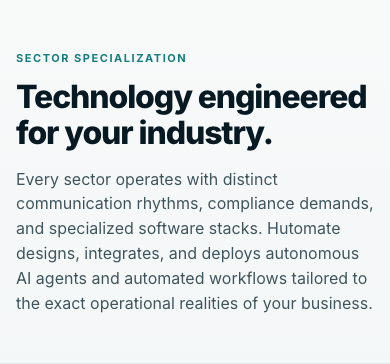 SECTOR SPECIALIZATION
Technology engineered
for your industry.
Every sector operates with distinct
communication rhythms, compliance demands,
and specialized software stacks. Hutomate
designs, integrates, and deploys autonomous
AI agents and automated workflows tailored to
the exact operational realities of your business.